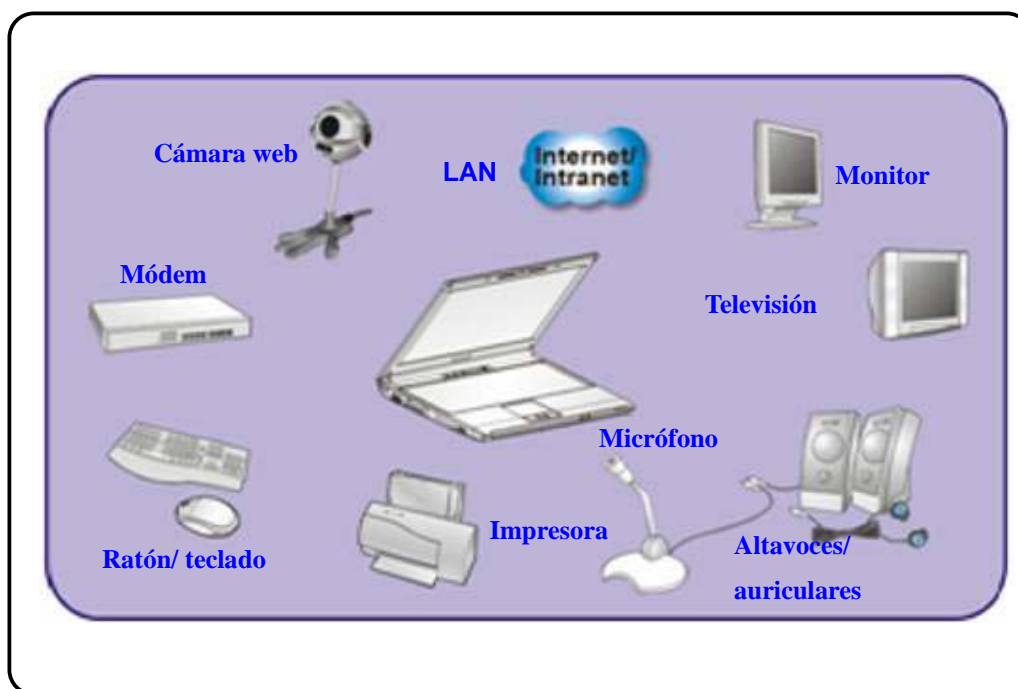 Cámara web
LAN
Internet/
Intranet
Monitor
Módem
Televisión
Micrófono
Ratón/ teclado
Impresora
Altavoces/
auriculares